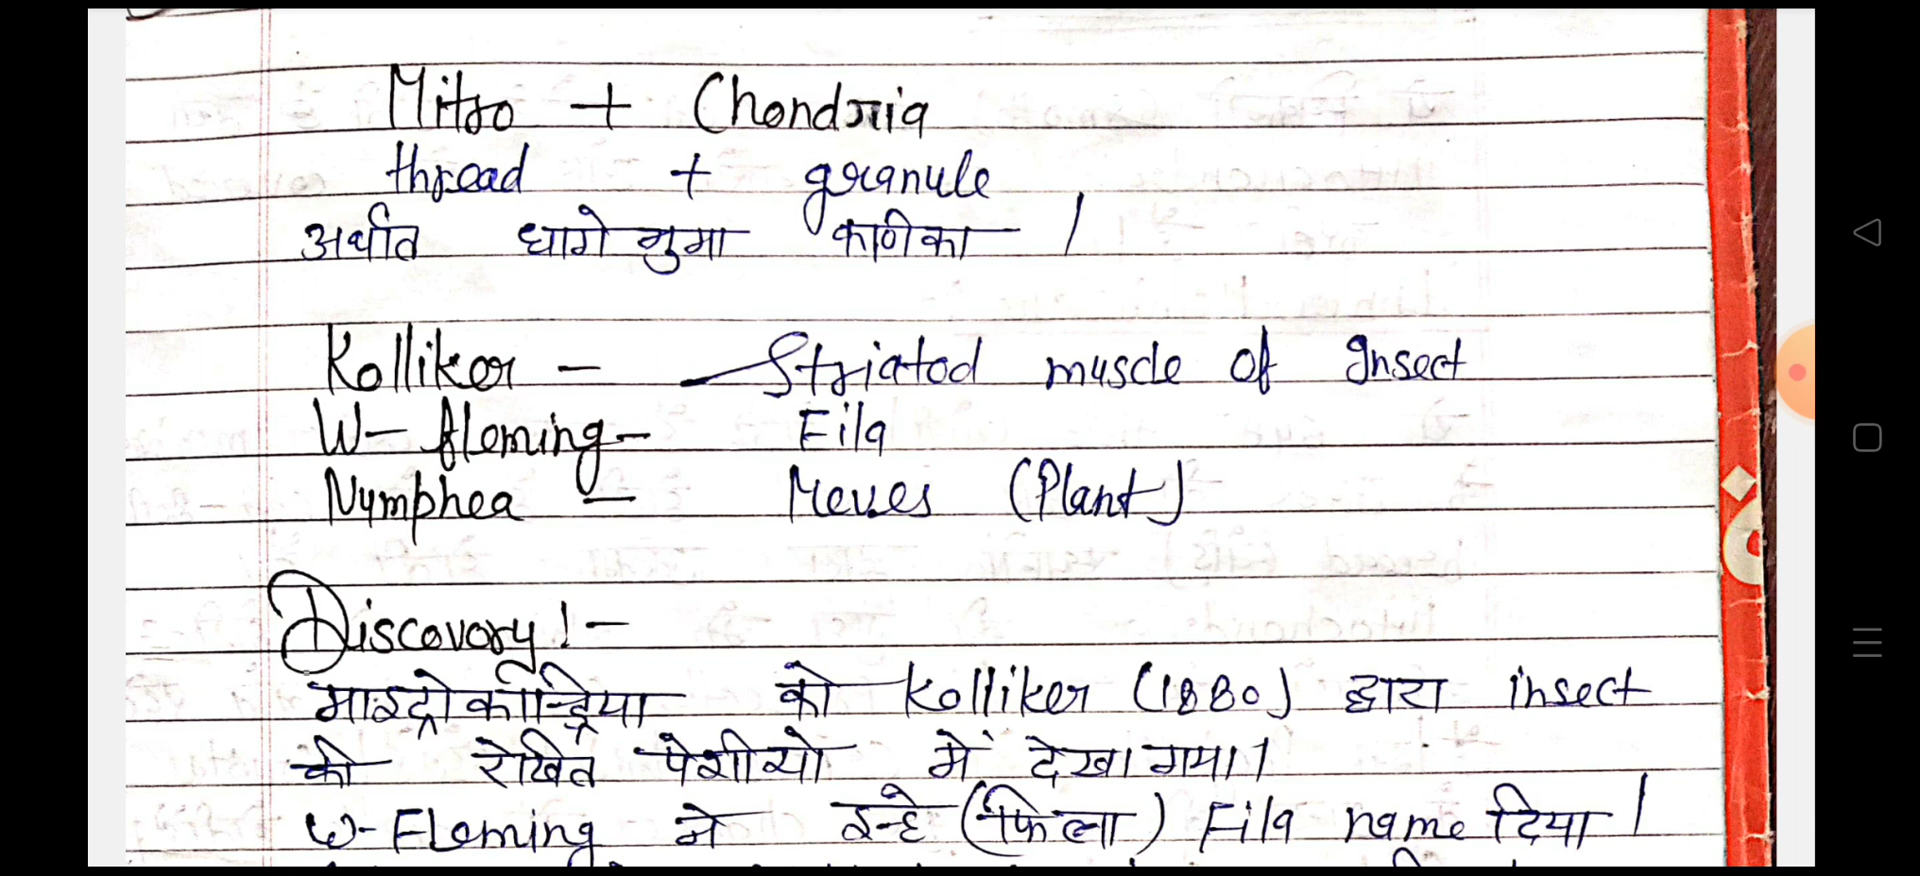 Mitro + Chondria
thread + granule
अर्थात धागे नुमा कणिका ।
Kolliker - Striated muscle of Insect
W- fleming - Fila
Nymphea - Meves (Plant)
Discovery :-
माइट्रोकॉन्ड्रिया को Kolliker (1880) द्वारा insect
की रेखित पेशीयो में देखा गया।
W- Fleming ने इन्हे (फिला) Fila name दिया ।